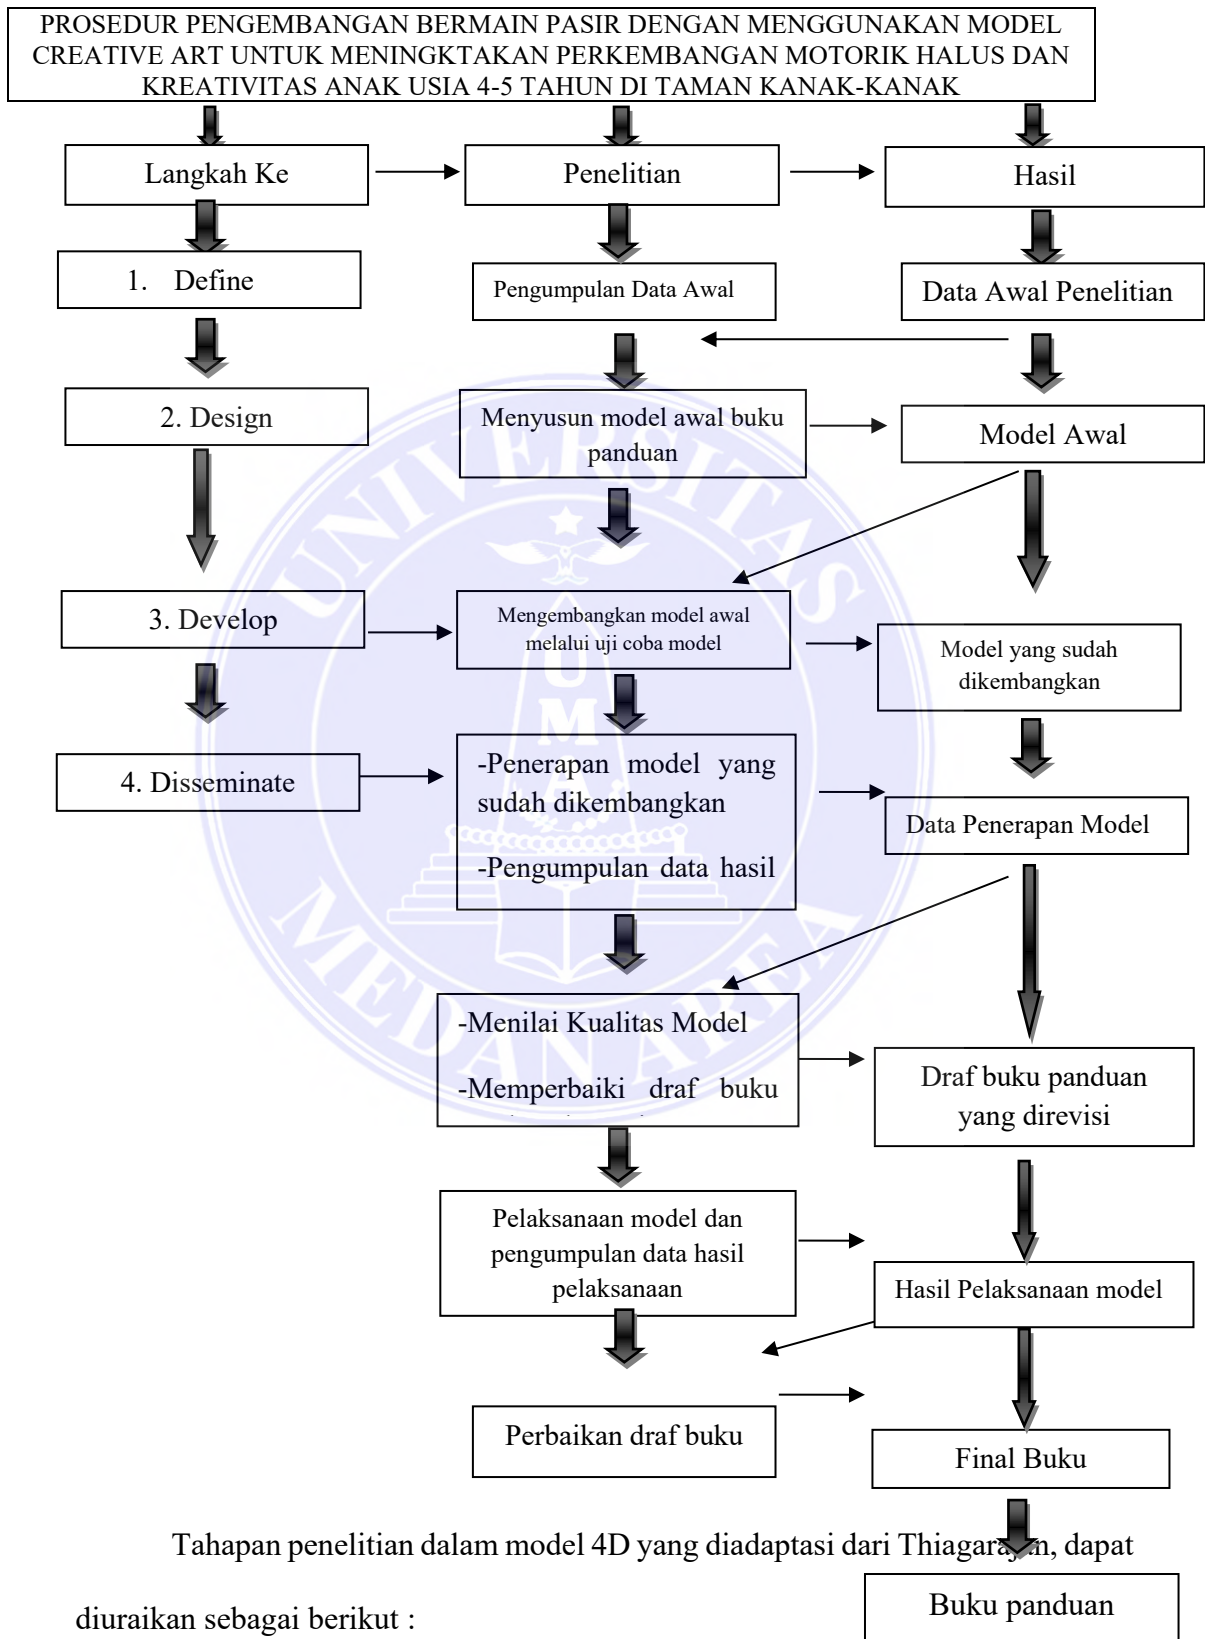 PROSEDUR PENGEMBANGAN BERMAIN PASIR DENGAN MENGGUNAKAN MODEL
CREATIVE ART UNTUK MENINGKTAKAN PERKEMBANGAN MOTORIK HALUS DAN
KREATIVITAS ANAK USIA 4-5 TAHUN DI TAMAN KANAK-KANAK
Langkah Ke
Penelitian
Hasil
1. Define
Pengumpulan Data Awal
Data Awal Penelitian
2. Design
Menyusun model awal buku
panduan
Model Awal
3. Develop
Mengembangkan model awal
melalui uji coba model
Model yang sudah
dikembangkan
4. Disseminate
-Penerapan model yang
sudah dikembangkan
-Pengumpulan data hasil
Data Penerapan Model
-Menilai Kualitas Model
-Memperbaiki draf buku
Draf buku panduan
yang direvisi
Pelaksanaan model dan
pengumpulan data hasil
pelaksanaan
Hasil Pelaksanaan model
Perbaikan draf buku
Final Buku
Tahapan penelitian dalam model 4D yang diadaptasi dari Thiagarajan, dapat
diuraikan sebagai berikut :
Buku panduan
UNIVERSITAS
UMA
MEDAN AREA